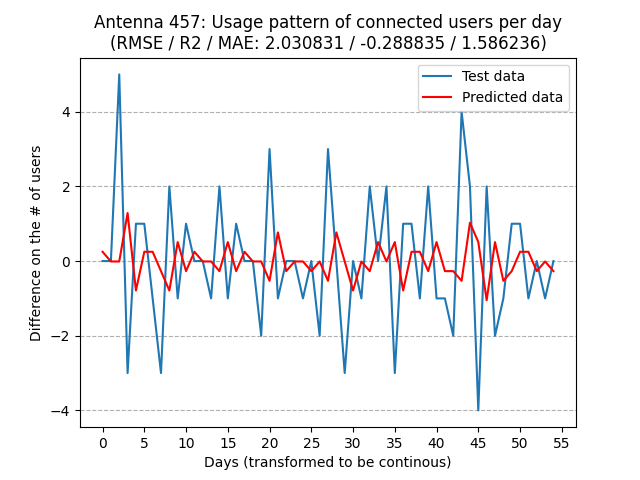 Antenna 457: Usage pattern of connected users per day
(RMSE / R2 / MAE: 2.030831 / -0.288835 / 1.586236)
Test data
Predicted data
Difference on the # of users
4
2
0
−2
−4
0 5 10 15 20 25 30 35 40 45 50 55
Days (transformed to be continous)